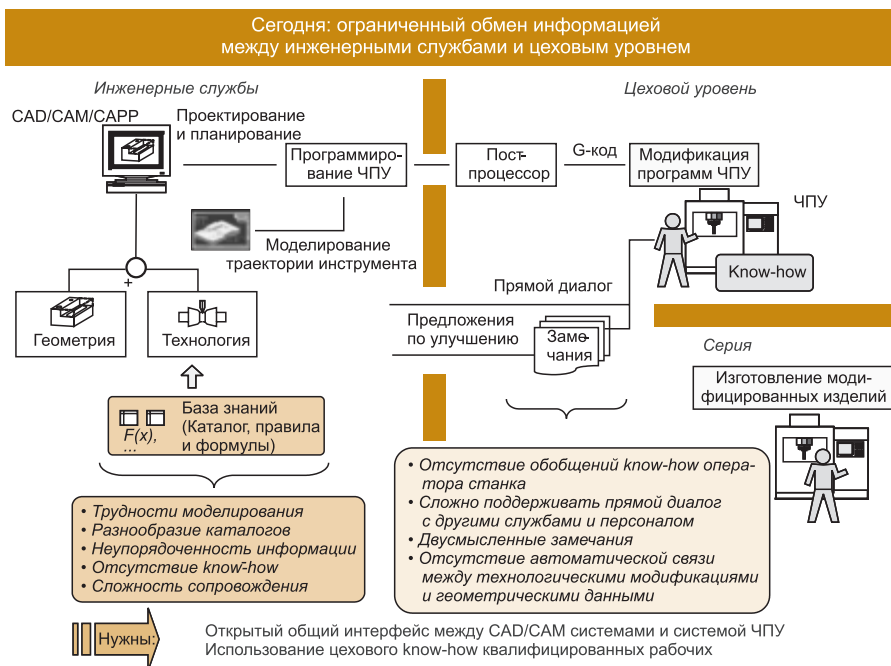 Сегодня: ограниченный обмен информацией
между инженерными службами и цеховым уровнем
Инженерные службы
Цеховой уровень
CAD/CAM/CAPP
Проектирование
и планирование
Программиро-
вание ЧПУ
Пост-
процессор
G-код
Модификация
программ ЧПУ
ЧПУ
Моделирование
траектории инструмента
Know-how
+
Геометрия
Технология
Прямой диалог
Предложения
по улучшению
Заме-
чания
Серия
Изготовление моди-
фицированных изделий
F(x),
...
База знаний
(Каталог, правила
и формулы)
• Трудности моделирования
• Разнообразие каталогов
• Неупорядоченность информации
• Отсутствие know-how
• Сложность сопровождения
• Отсутствие обобщений know-how опера-
тора станка
• Сложно поддерживать прямой диалог
с другими службами и персоналом
• Двусмысленные замечания
• Отсутствие автоматической связи
между технологическими модификациями
и геометрическими данными
Нужны:
Открытый общий интерфейс между CAD/CAM системами и системой ЧПУ
Использование цехового know-how квалифицированных рабочих